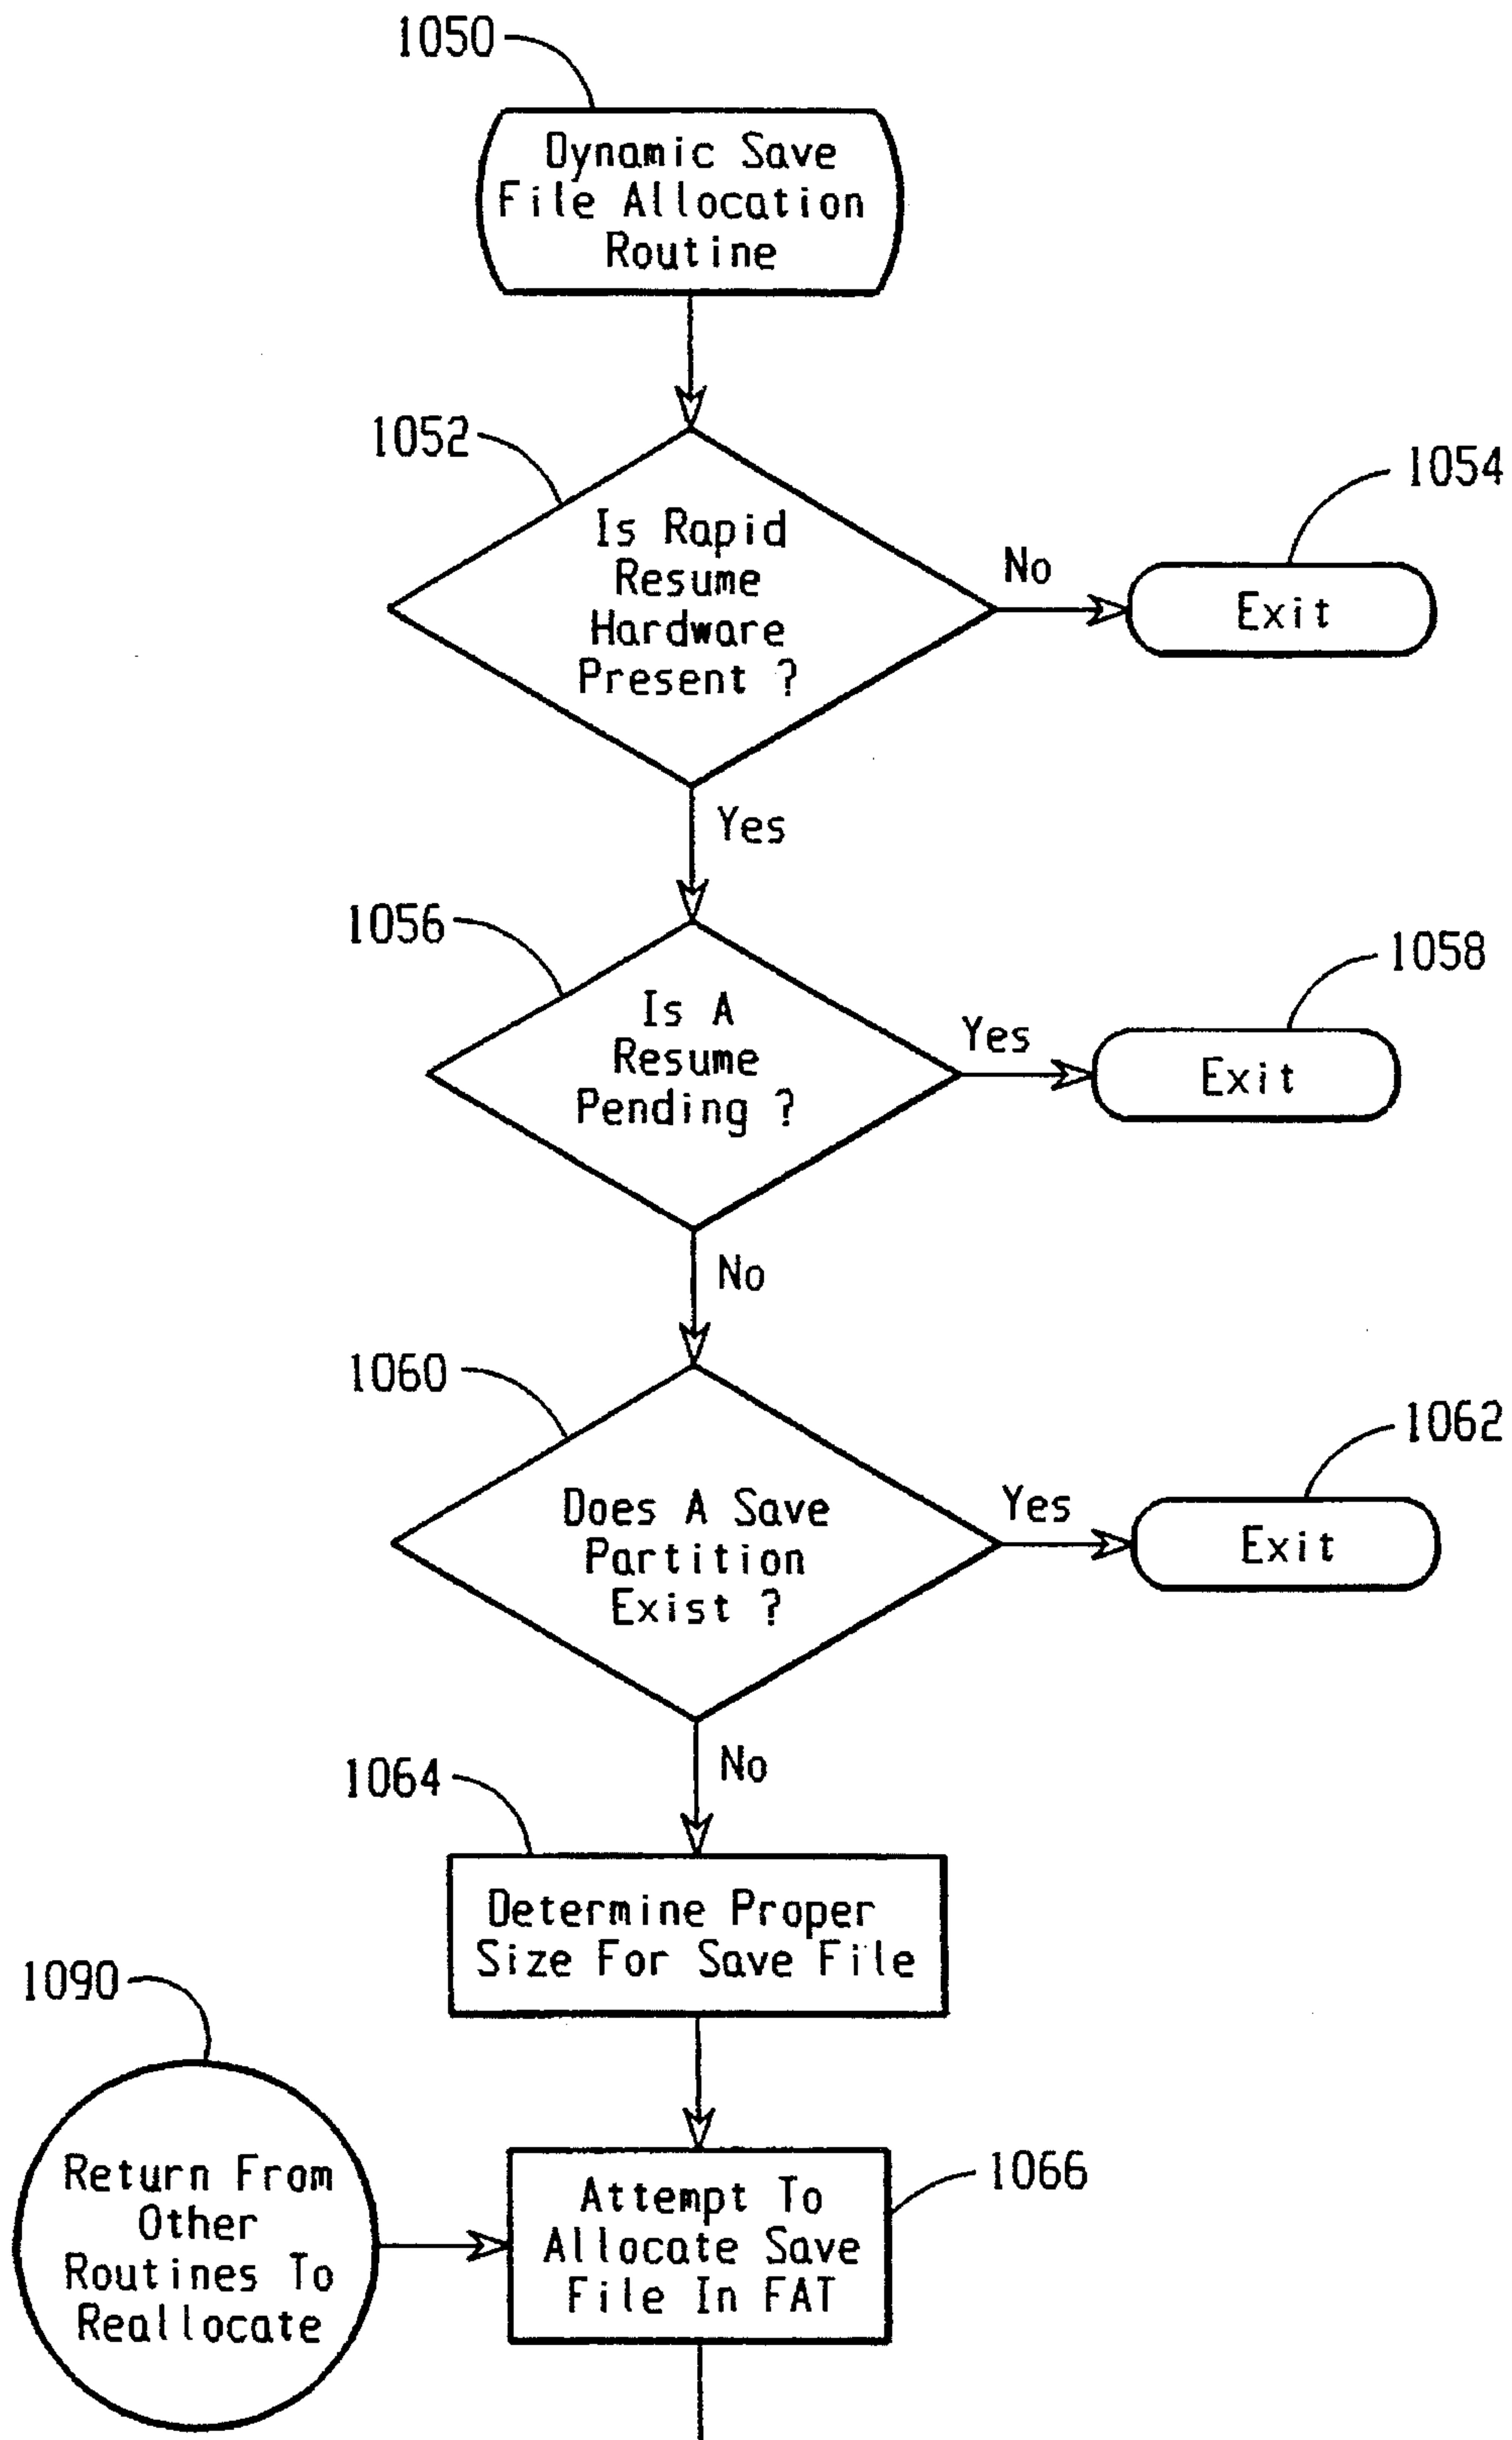 1050
Dynamic Save
File Allocation
Routine
1052
Is Rapid
Resume
Hardware
Present ?
No
1054
Exit
Yes
1056
Is A
Resume
Pending ?
Yes
1058
Exit
No
1060
Does A Save
Partition
Exist ?
Yes
1062
Exit
No
1064
Determine Proper
Size For Save File
1090
Return From
Other
Routines To
Reallocate
1066
Attempt To
Allocate Save
File In FAT